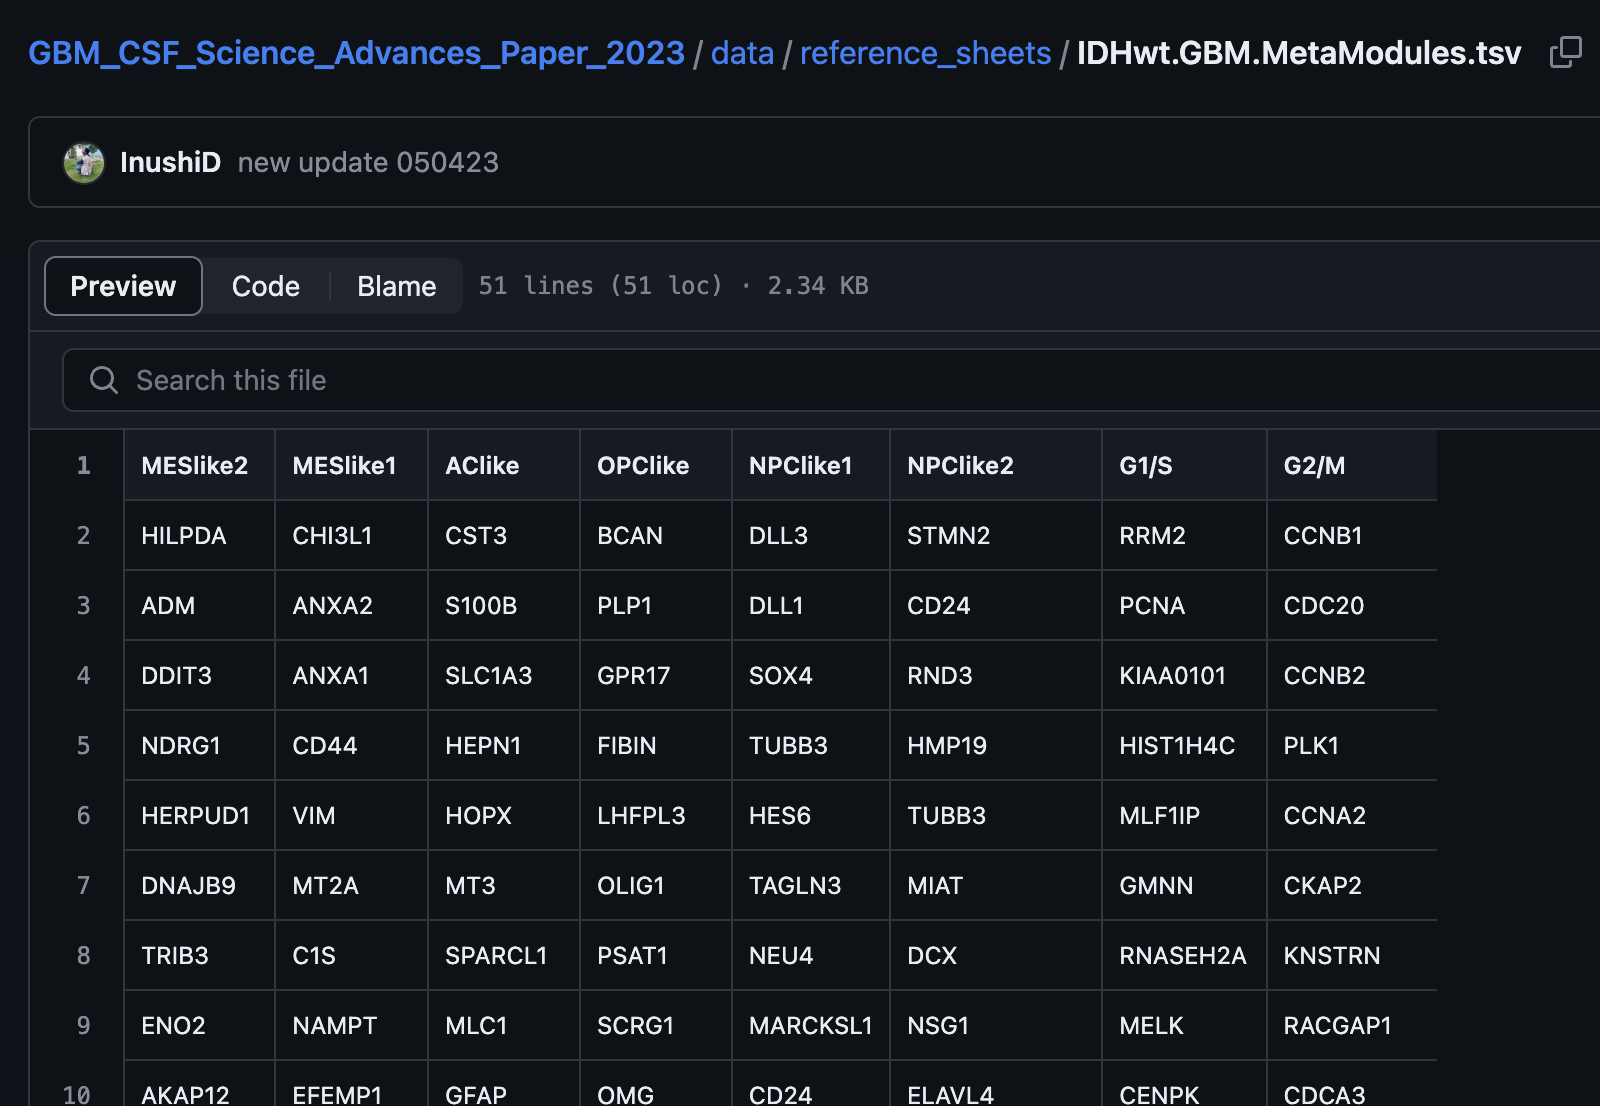 GBM_CSF_Science_Advances_Paper_2023 / data / reference_sheets / IDHwt.GBM.MetaModules.tsv
InushiD new update 050423
Preview Code Blame 51 lines (51 loc) · 2.34 KB
Search this file
1 MESlike2 MESlike1 AClike OPClike NPClike1 NPClike2 G1/S G2/M
2 HILPDA CHI3L1 CST3 BCAN DLL3 STMN2 RRM2 CCNB1
3 ADM ANXA2 S100B PLP1 DLL1 CD24 PCNA CDC20
4 DDIT3 ANXA1 SLC1A3 GPR17 SOX4 RND3 KIAA0101 CCNB2
5 NDRG1 CD44 HEPN1 FIBIN TUBB3 HMP19 HIST1H4C PLK1
6 HERPUD1 VIM HOPX LHFPL3 HES6 TUBB3 MLF1IP CCNA2
7 DNAJB9 MT2A MT3 OLIG1 TAGLN3 MIAT GMNN CKAP2
8 TRIB3 C1S SPARCL1 PSAT1 NEU4 DCX RNASEH2A KNSTRN
9 ENO2 NAMPT MLC1 SCRG1 MARCKSL1 NSG1 MELK RACGAP1
10 AKAP12 EFEMP1 GFAP OMG CD24 ELAVL4 CENPK CDCA3